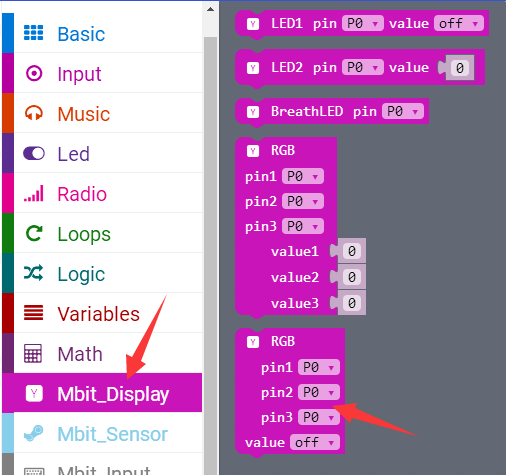 Basic
Input
Music
Led
Radio
Loops
Logic
Variables
Math
Y Mbit_Display
Mbit_Sensor
Mbit_Input
Y LED1 pin P0 value off
Y LED2 pin P0 value 0
Y BreathLED pin P0
Y RGB
pin1 P0
pin2 P0
pin3 P0
value1 0
value2 0
value3 0
Y RGB
pin1 P0
pin2 P0
pin3 P0
value off